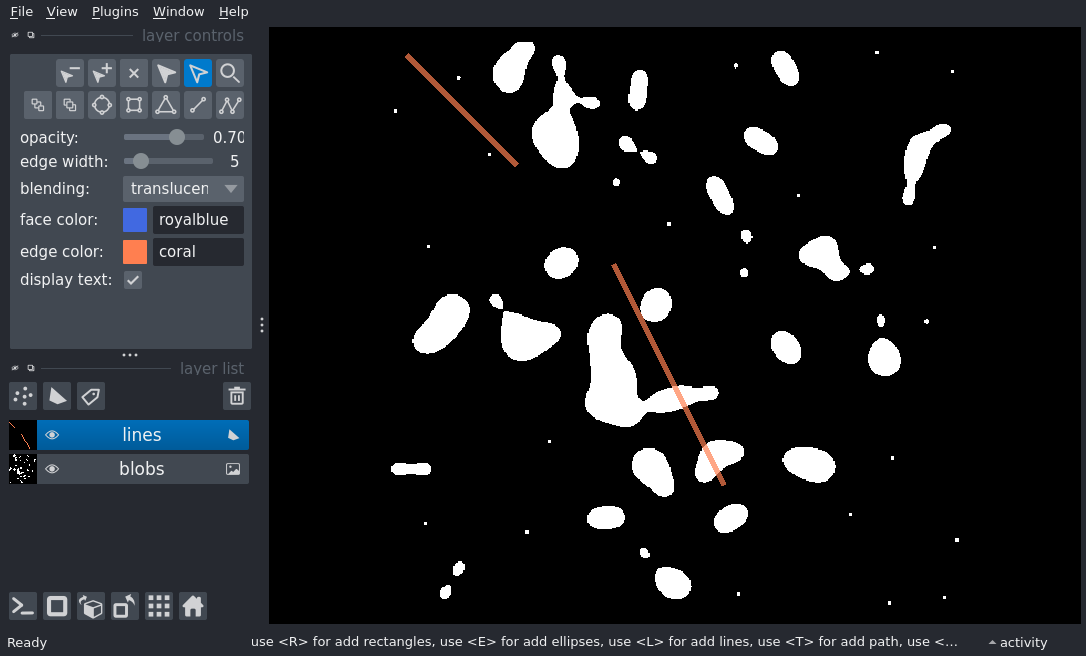 File View Plugins Window Help
layer controls
opacity: 0.70
edge width: 5
blending: translucen
face color: royalblue
edge color: coral
display text:
layer list
lines
blobs
Ready use <R> for add rectangles, use <E> for add ellipses, use <L> for add lines, use <T> for add path, use <... activity